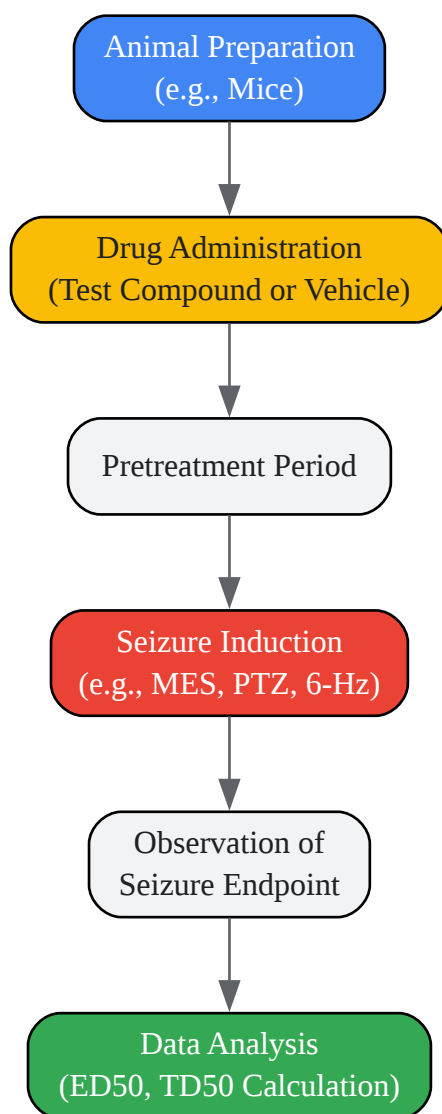 Animal Preparation
(e.g., Mice)
Drug Administration
(Test Compound or Vehicle)
Pretreatment Period
Seizure Induction
(e.g., MES, PTZ, 6-Hz)
Observation of
Seizure Endpoint
Data Analysis
(ED50, TD50 Calculation)